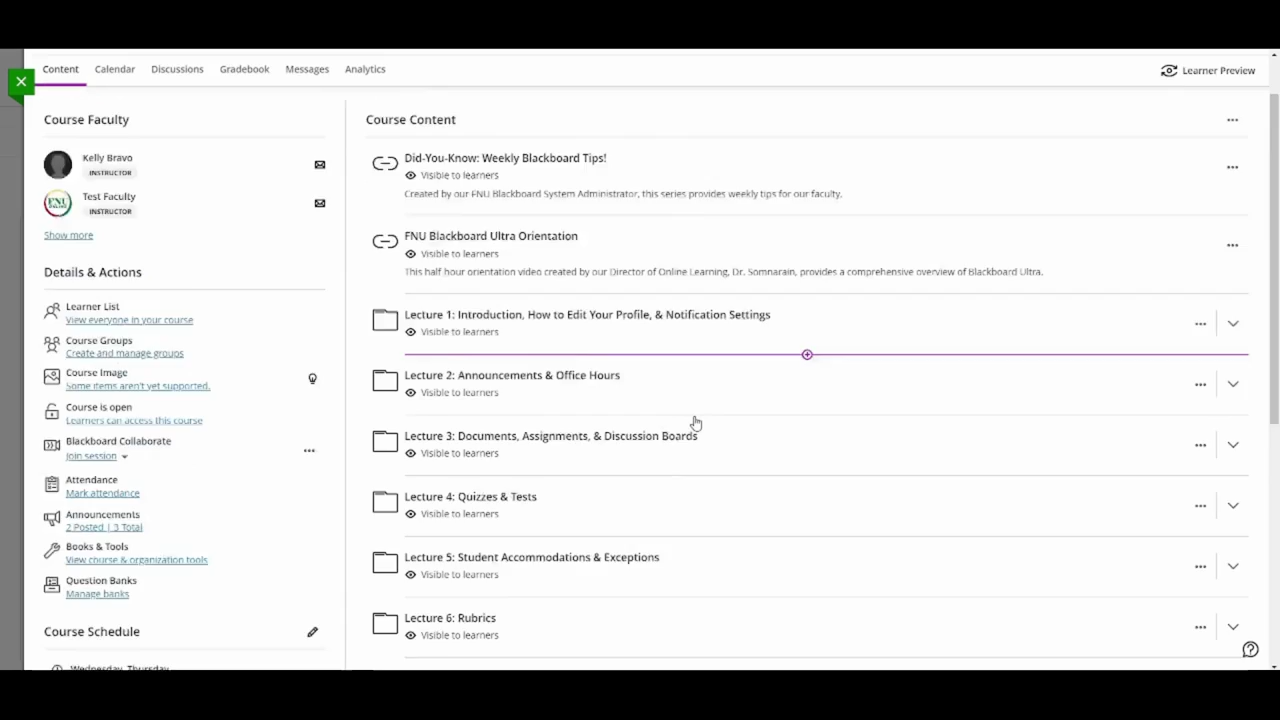 Content Calendar Discussions Gradebook Messages Analytics
Learner Preview
Course Faculty
Kelly Bravo
INSTRUCTOR
FNU
ONLINE
Test Faculty
INSTRUCTOR
Show more
Details & Actions
Learner List
View everyone in your course
Course Groups
Create and manage groups
Course Image
Some items aren't yet supported.
Course is open
Learners can access this course
Blackboard Collaborate
Join session
Attendance
Mark attendance
Announcements
2 Posted | 3 Total
Books & Tools
View course & organization tools
Question Banks
Manage banks
Course Schedule
Wednesday, Thursday
Course Content
Did-You-Know: Weekly Blackboard Tips!
Visible to learners
Created by our FNU Blackboard System Administrator, this series provides weekly tips for our faculty.
FNU Blackboard Ultra Orientation
Visible to learners
This half hour orientation video created by our Director of Online Learning, Dr. Somnarain, provides a comprehensive overview of Blackboard Ultra.
Lecture 1: Introduction, How to Edit Your Profile, & Notification Settings
Visible to learners
Lecture 2: Announcements & Office Hours
Visible to learners
Lecture 3: Documents, Assignments, & Discussion Boards
Visible to learners
Lecture 4: Quizzes & Tests
Visible to learners
Lecture 5: Student Accommodations & Exceptions
Visible to learners
Lecture 6: Rubrics
Visible to learners